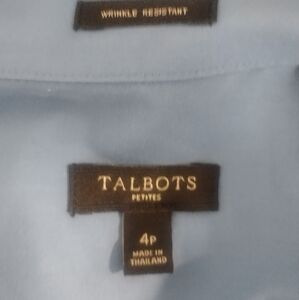 WRINKLE RESISTANT
TALBOTS
PETITES
4P
MADE IN
THAILAND